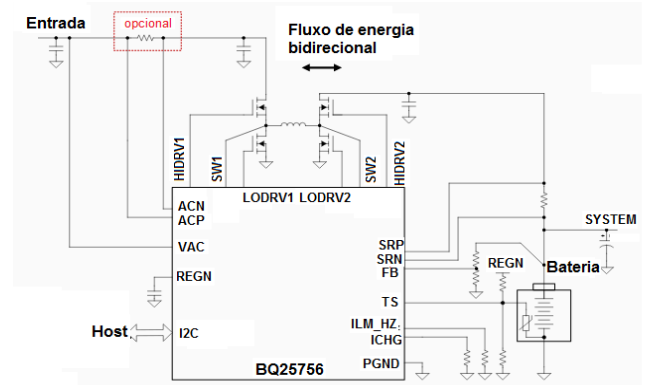 Entrada
opcional
Fluxo de energia
bidirecional
HIDRV1
SW1
SW2
HIDRV2
LODRV1 LODRV2
ACN
ACP
VAC
REGN
Host
I2C
SRP
SRN
FB
TS
ILM_HZ:
ICHG
PGND
BQ25756
SYSTEM
REGN
Bateria
+